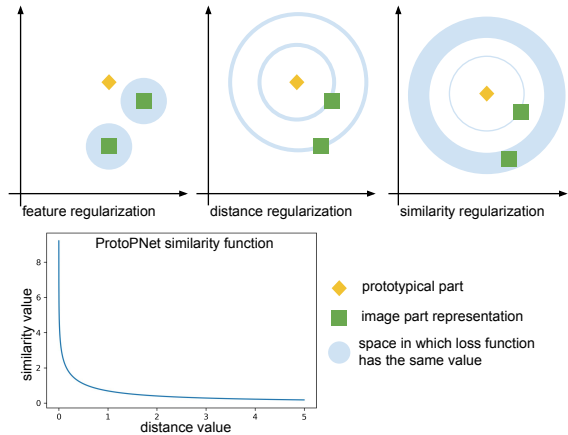 feature regularization
distance regularization
similarity regularization
ProtoPNet similarity function
similarity value
8
6
4
2
0
0
1
2
3
4
5
distance value
prototypical part
image part representation
space in which loss function
has the same value